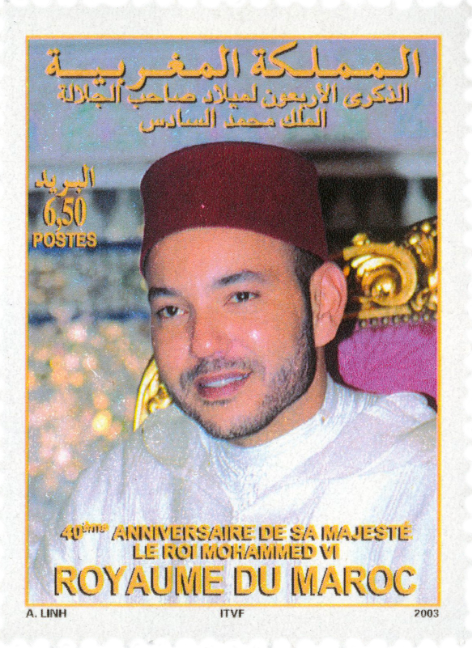 المملكة المغربية
الذكرى الأربعون لميلاد صاحب الجلالة
الملك محمد السادس
البريد
6,50
POSTES
40ème ANNIVERSAIRE DE SA MAJESTÉ
LE ROI MOHAMMED VI
ROYAUME DU MAROC
A. LINH ITVF 2003